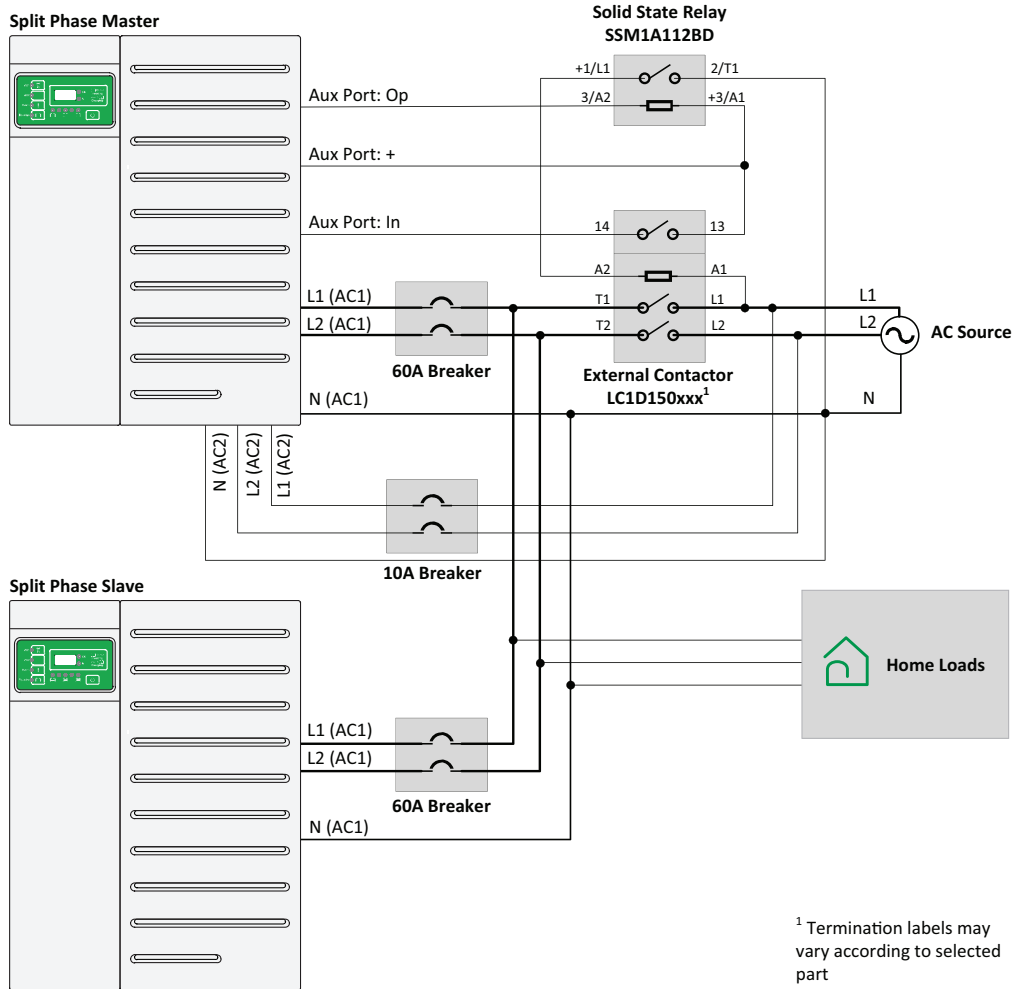 Split Phase Master
Solid State Relay
SSM1A112BD
+1/L1
2/T1
3/A2
+3/A1
Aux Port: Op
Aux Port: +
Aux Port: In
14
13
A2
A1
T1
L1
T2
L2
L1 (AC1)
L2 (AC1)
60A Breaker
External Contactor
LC1D150xxx¹
L1
L2
AC Source
N
N (AC1)
N (AC2)
L2 (AC2)
L1 (AC2)
10A Breaker
Split Phase Slave
Home Loads
L1 (AC1)
L2 (AC1)
60A Breaker
N (AC1)
¹ Termination labels may
vary according to selected
part